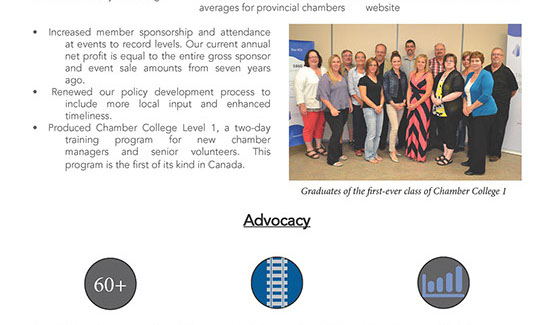 averages for provincial chambers
website
• Increased member sponsorship and attendance
at events to record levels. Our current annual
net profit is equal to the entire gross sponsor
and event sale amounts from seven years
ago.
• Renewed our policy development process to
include more local input and enhanced
timeliness.
• Produced Chamber College Level 1, a two-day
training program for new chamber
managers and senior volunteers. This
program is the first of its kind in Canada.
Graduates of the first-ever class of Chamber College 1
Advocacy
60+